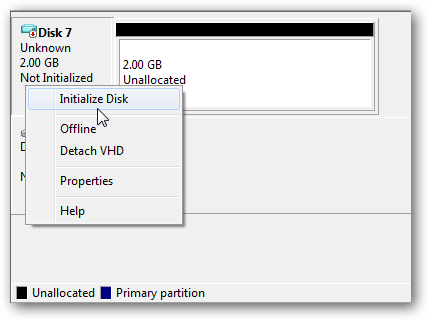 Disk 7
Unknown
2.00 GB
Not Initialized
2.00 GB
Unallocated
Initialize Disk
Offline
Detach VHD
Properties
Help
D
N
Unallocated Primary partition